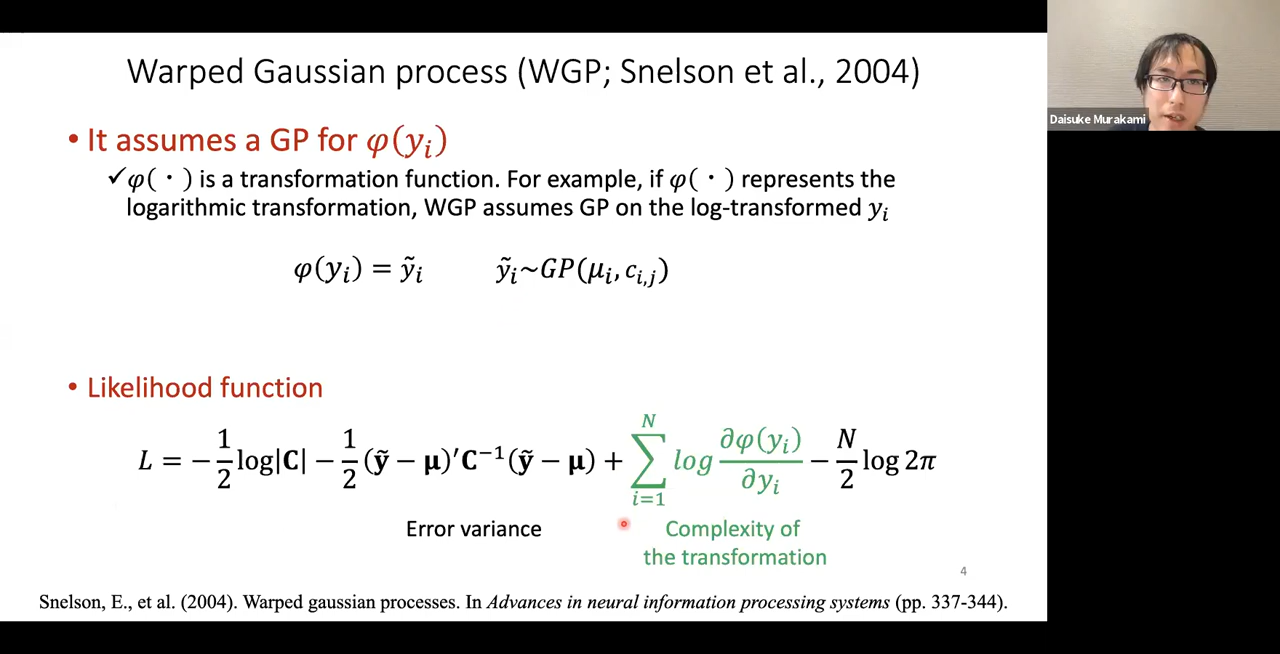 Warped Gaussian process (WGP; Snelson et al., 2004)
Daisuke Murakami
• It assumes a GP for φ(yᵢ)
✓φ(・) is a transformation function. For example, if φ(・) represents the
logarithmic transformation, WGP assumes GP on the log-transformed yᵢ
φ(yᵢ) = ỹᵢ ỹᵢ~GP(μᵢ, cᵢ,ⱼ)
• Likelihood function
L = −1/2 log|C| − 1/2 (ỹ − μ)′C⁻¹(ỹ − μ) + ∑ᵢ₌₁ᴺ log ∂φ(yᵢ)/∂yᵢ − N/2 log 2π
Error variance
Complexity of
the transformation
4
Snelson, E., et al. (2004). Warped gaussian processes. In Advances in neural information processing systems (pp. 337-344).